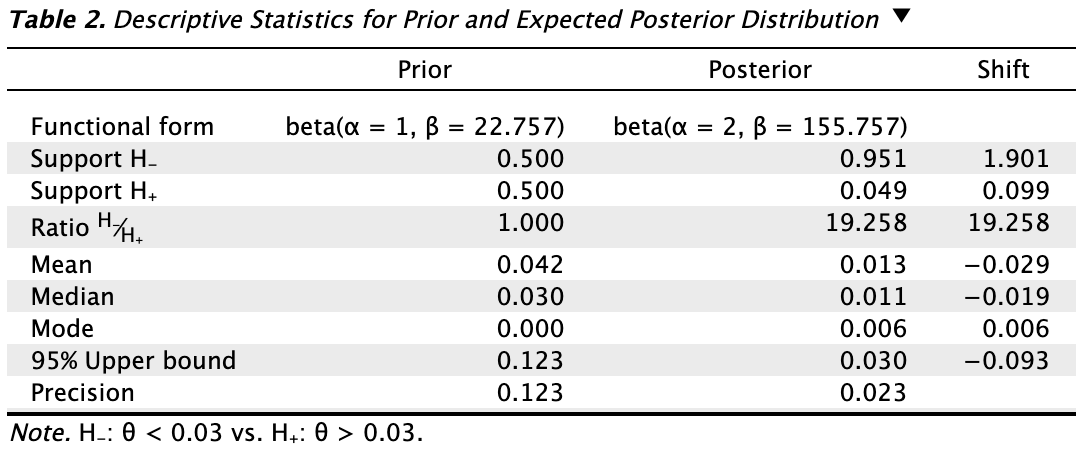 Table 2. Descriptive Statistics for Prior and Expected Posterior Distribution ▼
Prior Posterior Shift
Functional form beta(α = 1, β = 22.757) beta(α = 2, β = 155.757)
Support H₋ 0.500 0.951 1.901
Support H₊ 0.500 0.049 0.099
Ratio H₋/H₊ 1.000 19.258 19.258
Mean 0.042 0.013 −0.029
Median 0.030 0.011 −0.019
Mode 0.000 0.006 0.006
95% Upper bound 0.123 0.030 −0.093
Precision 0.123 0.023
Note. H₋: θ < 0.03 vs. H₊: θ > 0.03.